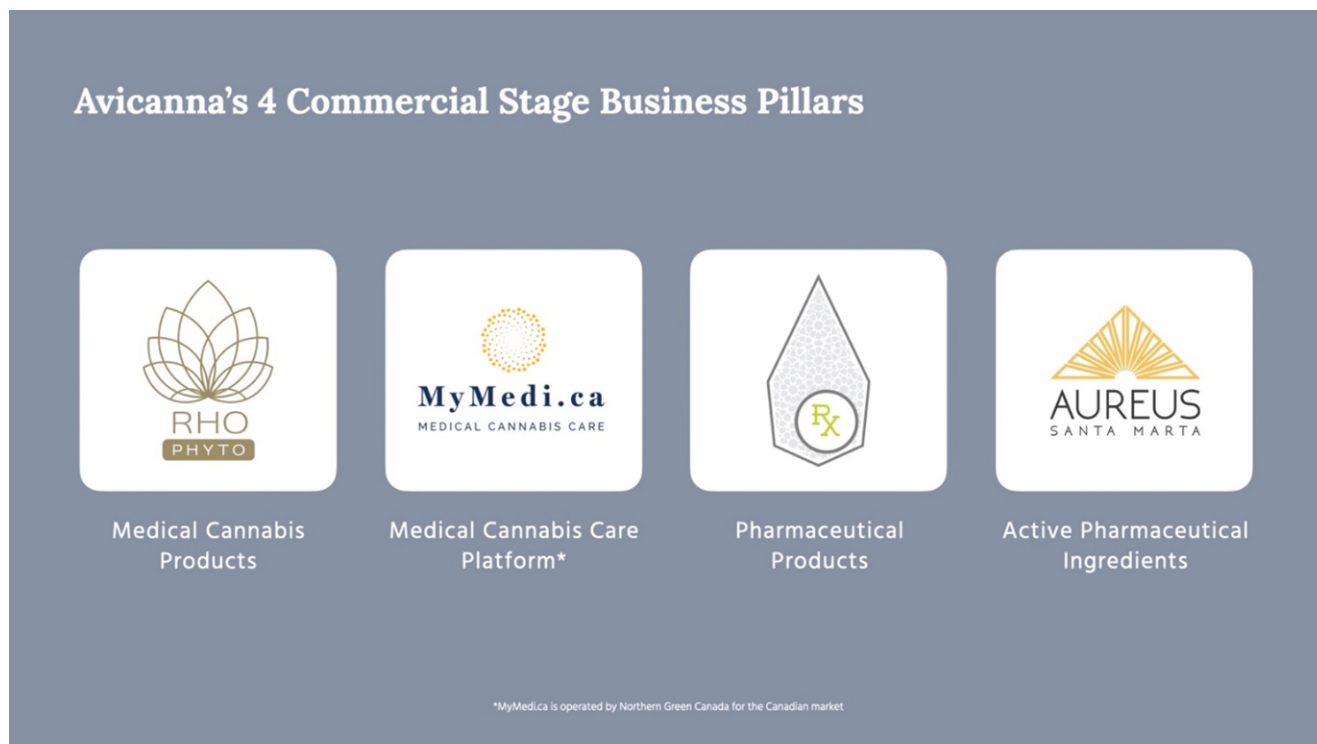 Avicanna’s 4 Commercial Stage Business Pillars
RHO
PHYTO
MyMedi.ca
MEDICAL CANNABIS CARE
RX
AUREUS
SANTA MARTA
Medical Cannabis
Products
Medical Cannabis Care
Platform*
Pharmaceutical
Products
Active Pharmaceutical
Ingredients
*MyMedi.ca is operated by Northern Green Canada for the Canadian market